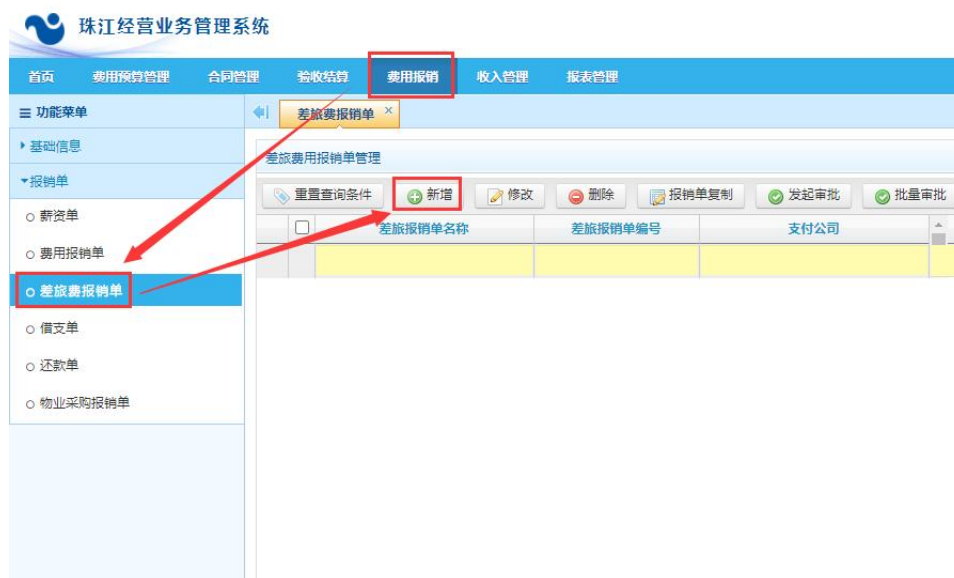 珠江经营业务管理系统
首页 费用预算管理 合同管理 验收结算 费用报销 收入管理 报表管理
功能菜单
差旅费报销单
基础信息
差旅费用报销单管理
报销单
重置查询条件 新增 修改 删除 报销单复制 发起审批 批量审批
薪资单
差旅报销单名称 差旅报销单编号 支付公司
费用报销单
差旅费报销单
借支单
还款单
物业采购报销单